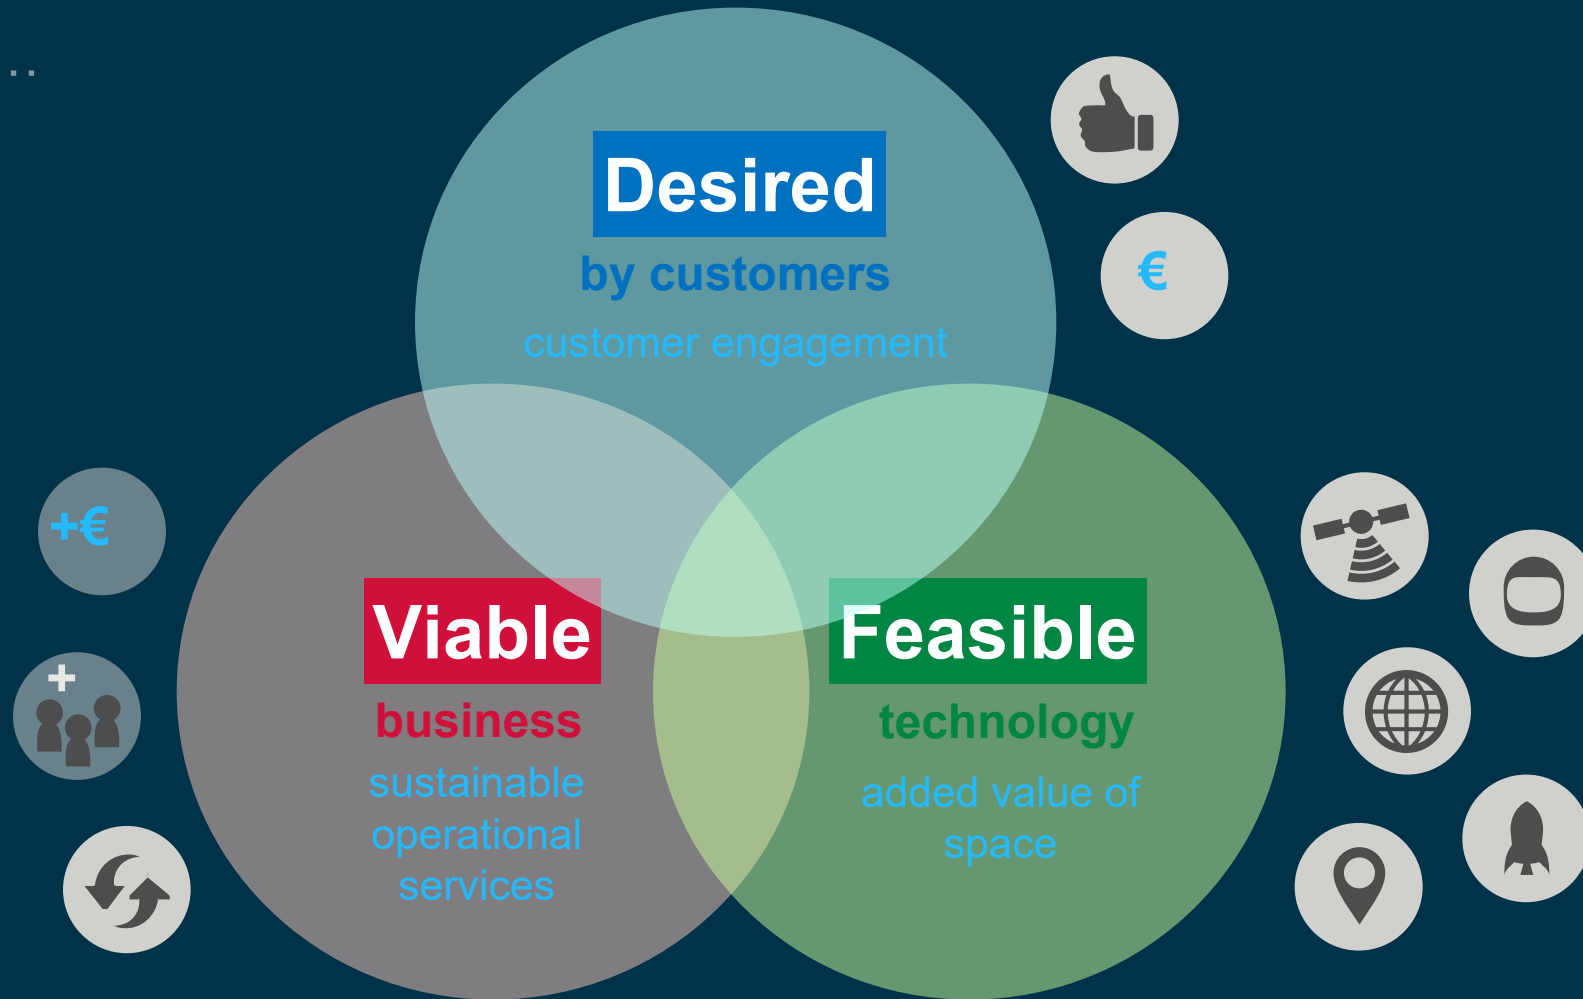 ..
Desired
by customers
customer engagement
€
+€
Viable
business
sustainable
operational
services
Feasible
technology
added value of
space